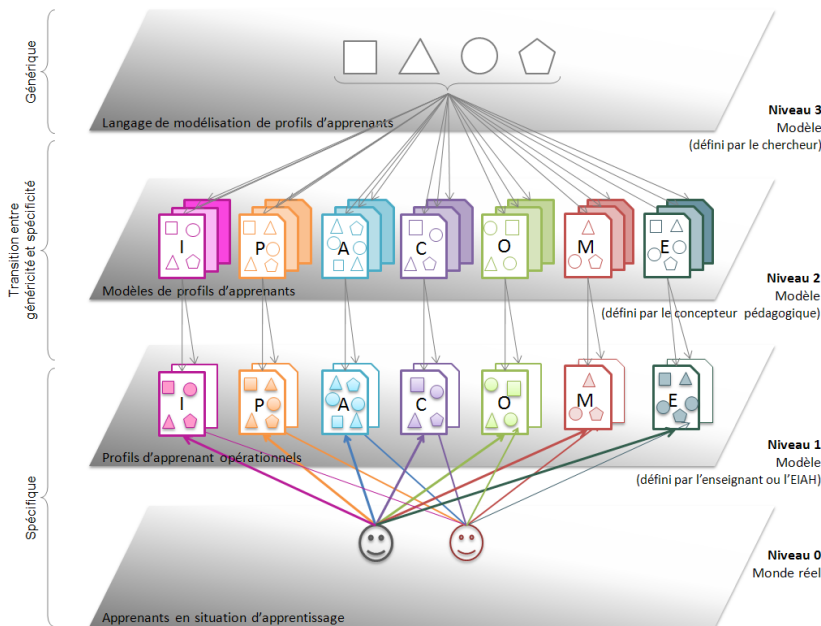 Générique
Langage de modélisation de profils d'apprenants
Niveau 3
Modèle
(défini par le chercheur)
Transition entre
généricité et spécificité
I
P
A
C
O
M
E
Modèles de profils d'apprenants
Niveau 2
Modèle
(défini par le concepteur pédagogique)
I
P
A
C
O
M
E
Profils d'apprenant opérationnels
Niveau 1
Modèle
(défini par l'enseignant ou l'EIAH)
Spécifique
Niveau 0
Monde réel
Apprenants en situation d'apprentissage